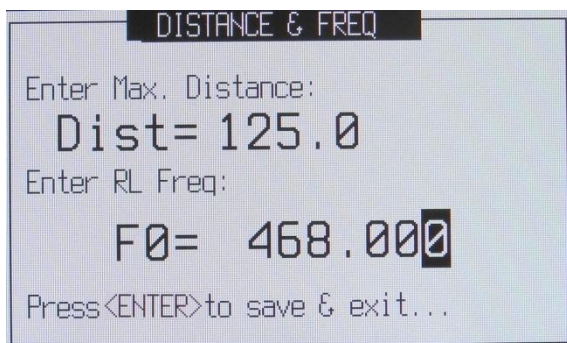 DISTANCE & FREQ
Enter Max. Distance:
Dist= 125.0
Enter RL Freq:
F0= 468.000
Press<ENTER>to save & exit...